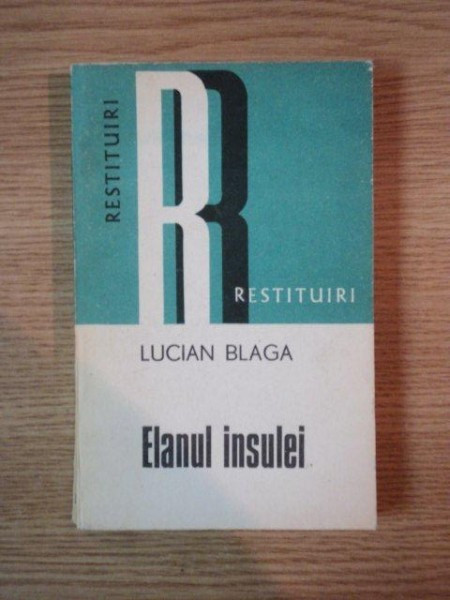 RESTITUIRI
R
RESTITUIRI
LUCIAN BLAGA
Elanul insulei